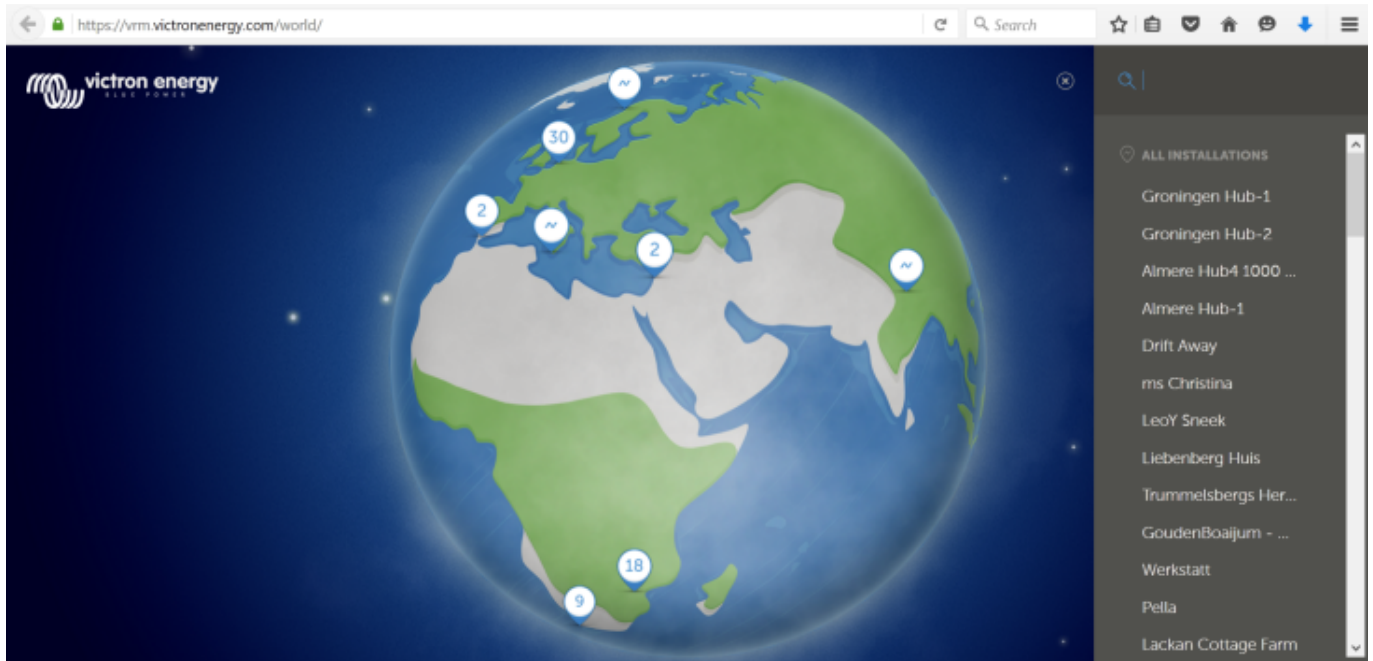 https://vrm.victronenergy.com/world/
Search
victron energy
BLUE POWER
~
30
2
~
2
~
18
9
ALL INSTALLATIONS
Groningen Hub-1
Groningen Hub-2
Almere Hub4 1000 ...
Almere Hub-1
Drift Away
ms Christina
LeoY Sneek
Liebenberg Huis
Trummelsbergs Her...
GoudenBoaijum - ...
Werkstatt
Pella
Lackan Cottage Farm